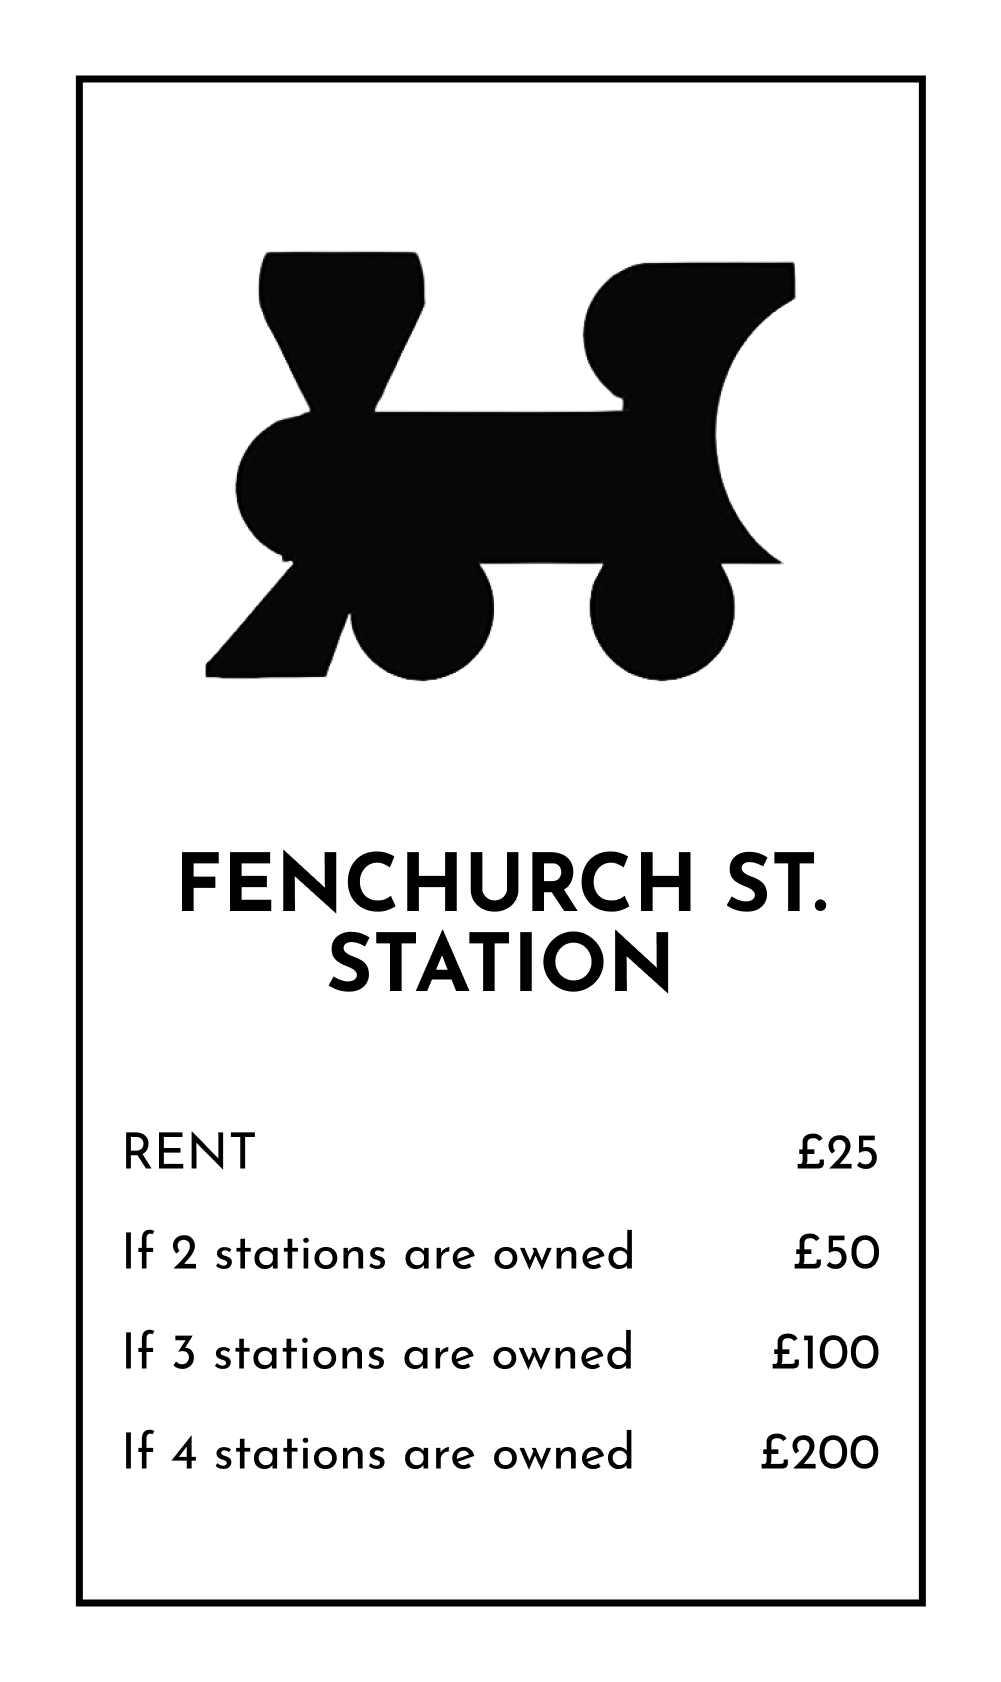 FENCHURCH ST.
STATION
RENT £25
If 2 stations are owned £50
If 3 stations are owned £100
If 4 stations are owned £200